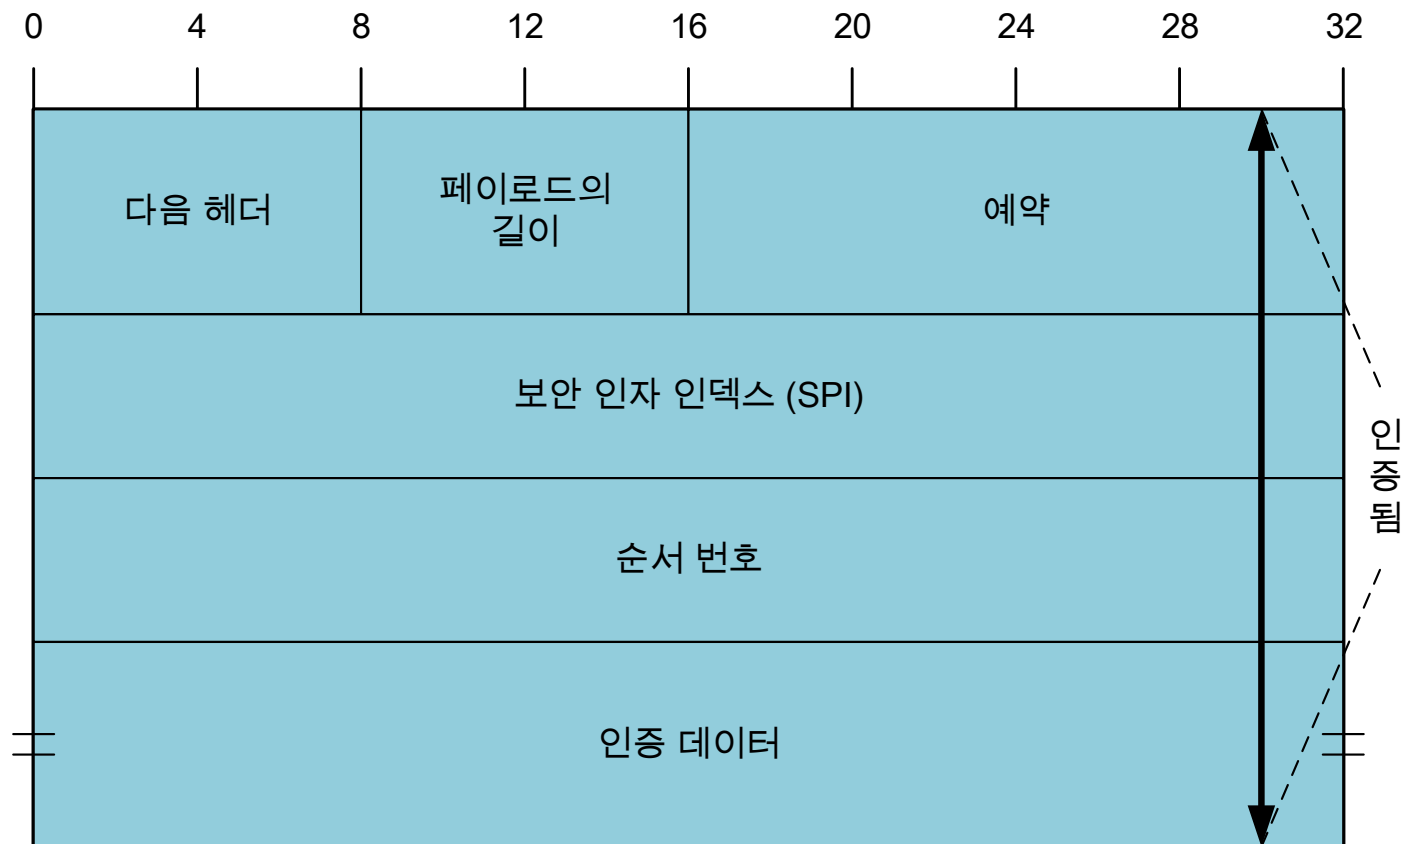 0 4 8 12 16 20 24 28 32
다음 헤더
페이로드의
길이
예약
보안 인자 인덱스 (SPI)
순서 번호
인증 데이터
인
증
됨